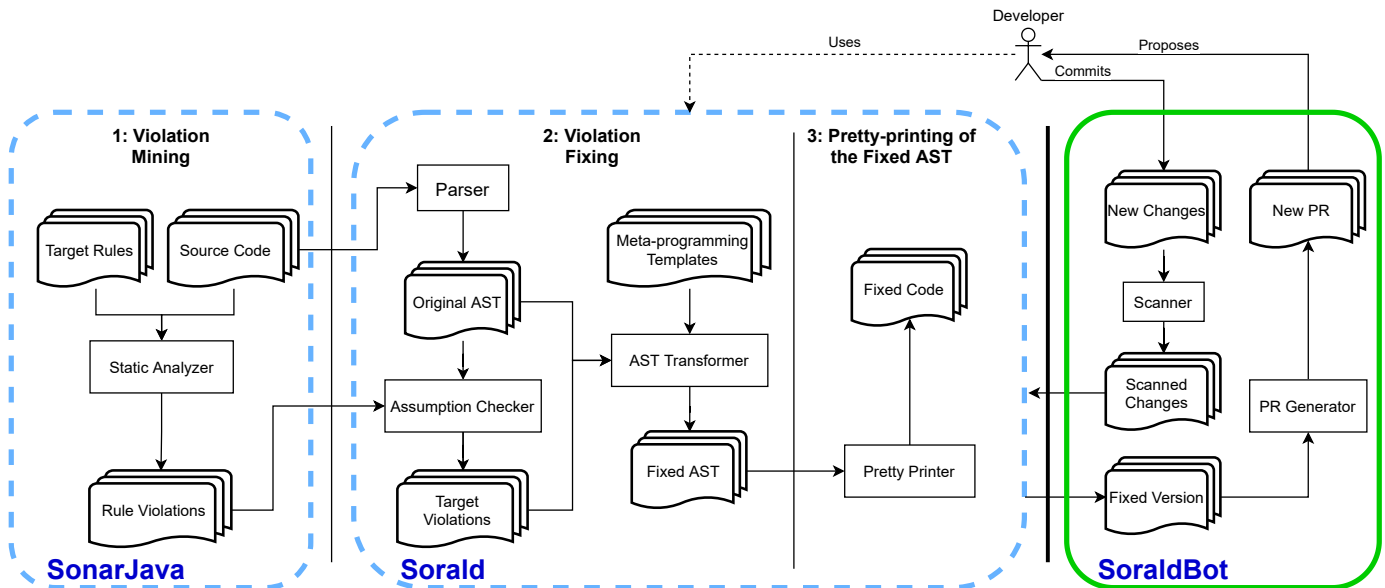 Developer
Uses
Proposes
Commits
1: Violation
Mining
2: Violation
Fixing
3: Pretty-printing of
the Fixed AST
Target Rules
Source Code
Static Analyzer
Rule Violations
SonarJava
Parser
Original AST
Assumption Checker
Target
Violations
Meta-programming
Templates
AST Transformer
Fixed AST
Fixed Code
Pretty Printer
Sorald
New Changes
Scanner
Scanned
Changes
Fixed Version
New PR
PR Generator
SoraldBot